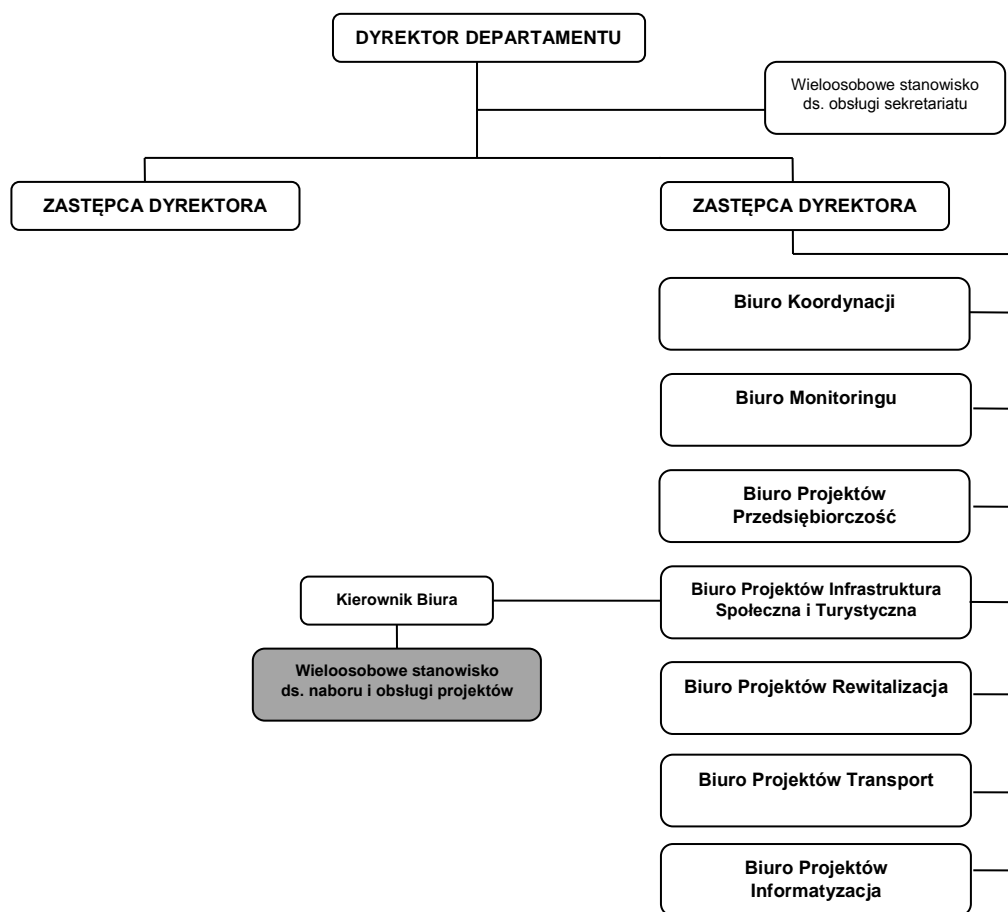 DYREKTOR DEPARTAMENTU
Wieloosobowe stanowisko
ds. obsługi sekretariatu
ZASTĘPCA DYREKTORA
ZASTĘPCA DYREKTORA
Biuro Koordynacji
Biuro Monitoringu
Biuro Projektów
Przedsiębiorczość
Kierownik Biura
Biuro Projektów Infrastruktura
Społeczna i Turystyczna
Wieloosobowe stanowisko
ds. naboru i obsługi projektów
Biuro Projektów Rewitalizacja
Biuro Projektów Transport
Biuro Projektów
Informatyzacja